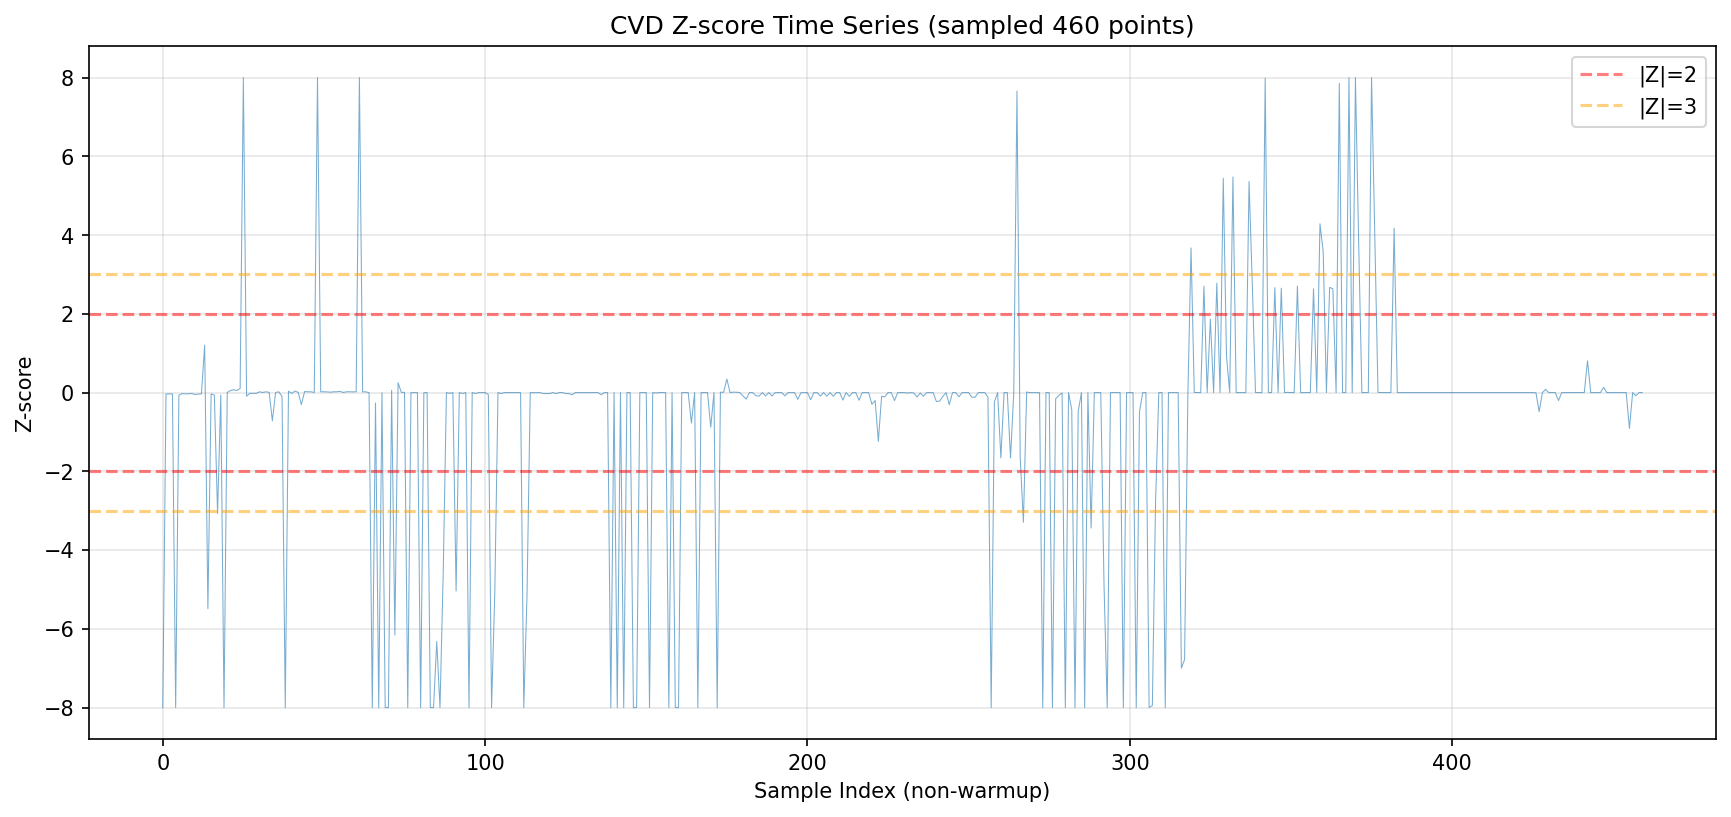 CVD Z-score Time Series (sampled 460 points)
|Z|=2
|Z|=3
8
6
4
2
0
−2
−4
−6
−8
Z-score
0
100
200
300
400
Sample Index (non-warmup)